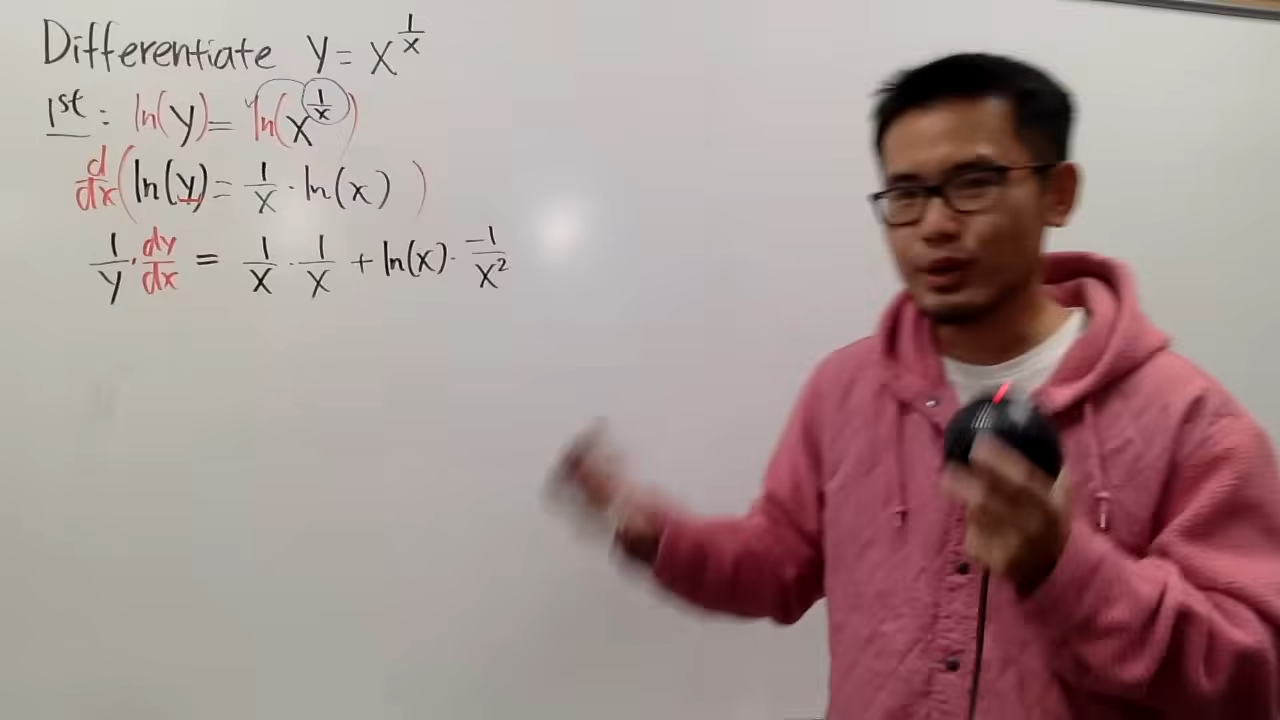 Differentiate y = x^(1/x)
1st: ln(y) = ln(x^(1/x))
d/dx(ln(y) = 1/x · ln(x))
1/y · dy/dx = 1/x · 1/x + ln(x) · -1/x²